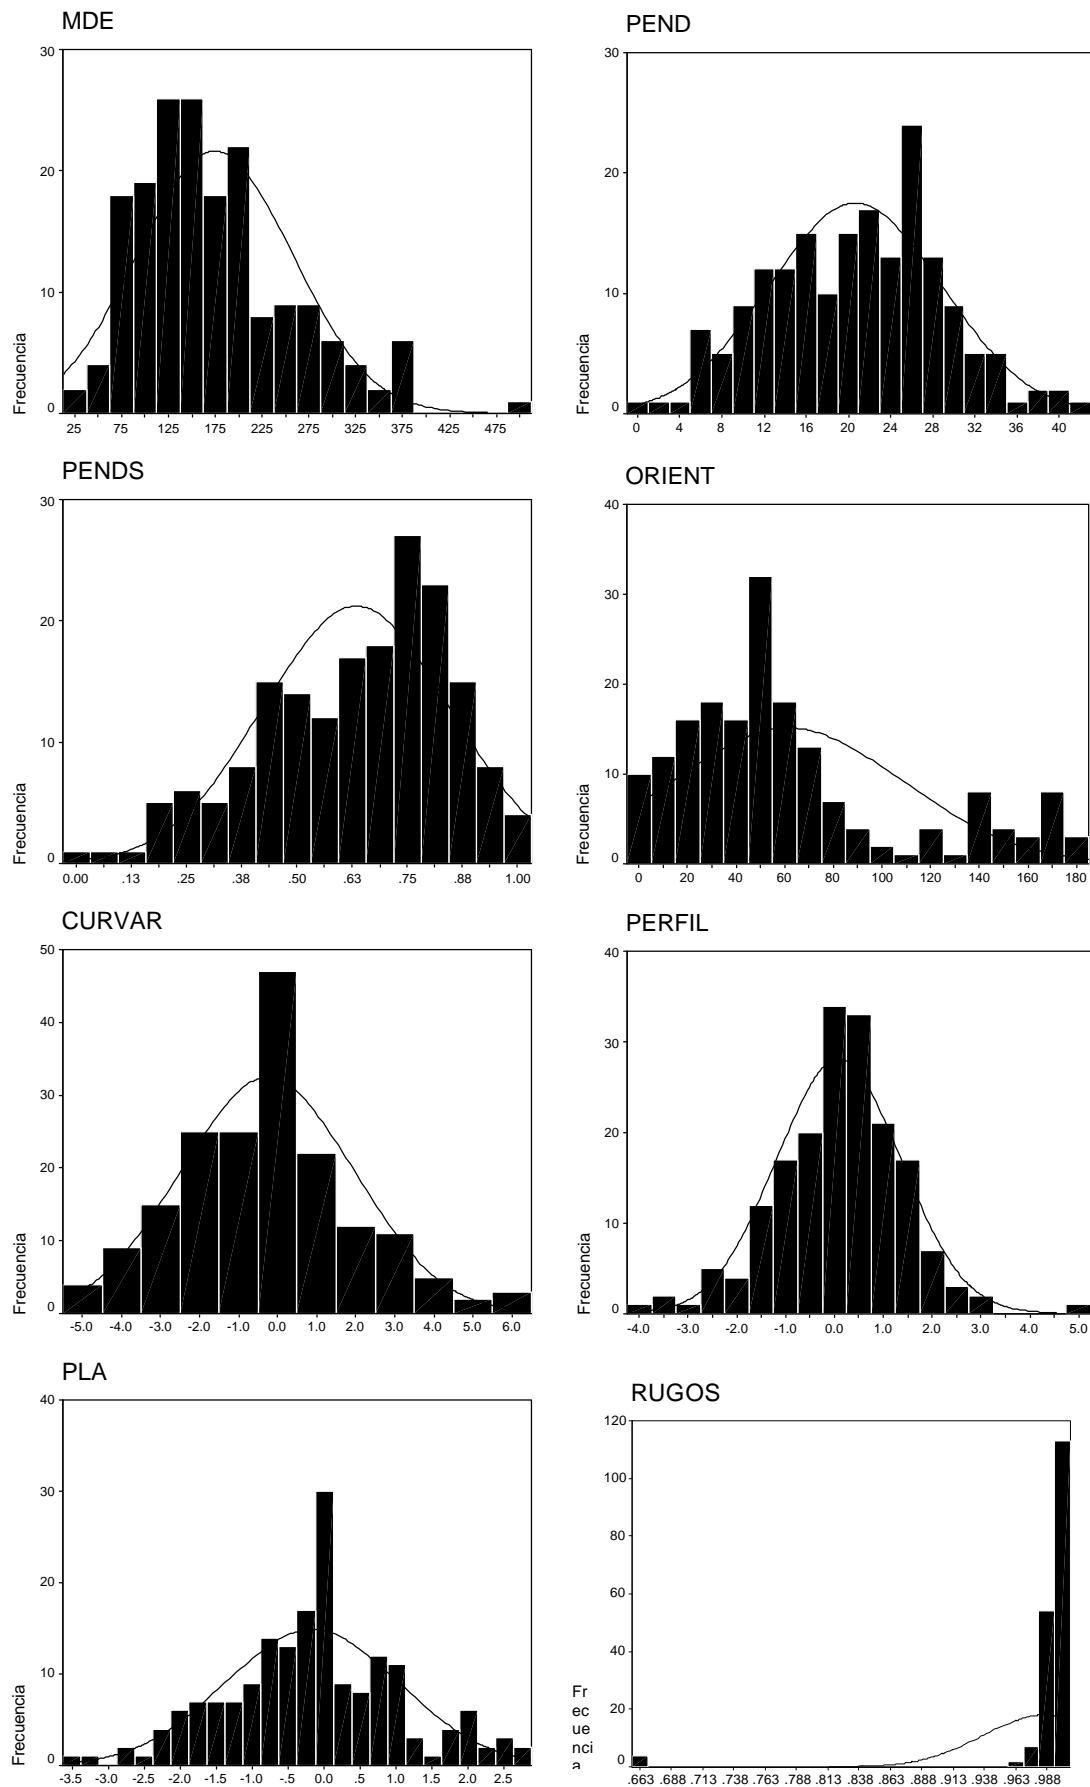 MDE
30
20
10
0
Frecuencia
25 75 125 175 225 275 325 375 425 475
PEND
30
20
10
0
Frecuencia
0 4 8 12 16 20 24 28 32 36 40
PENDS
30
20
10
0
Frecuencia
0.00 .13 .25 .38 .50 .63 .75 .88 1.00
ORIENT
40
30
20
10
0
Frecuencia
0 20 40 60 80 100 120 140 160 180
CURVAR
50
40
30
20
10
0
Frecuencia
-5.0 -4.0 -3.0 -2.0 -1.0 0.0 1.0 2.0 3.0 4.0 5.0 6.0
PERFIL
40
30
20
10
0
Frecuencia
-4.0 -3.0 -2.0 -1.0 0.0 1.0 2.0 3.0 4.0 5.0
PLA
40
30
20
10
0
Frecuencia
-3.5 -3.0 -2.5 -2.0 -1.5 -1.0 -.5 0.0 .5 1.0 1.5 2.0 2.5
RUGOS
120
100
80
60
40
20
0
Fr
ec
ue
nci
a
.663 .688 .713 .738 .763 .788 .813 .838 .863 .888 .913 .938 .963 .988